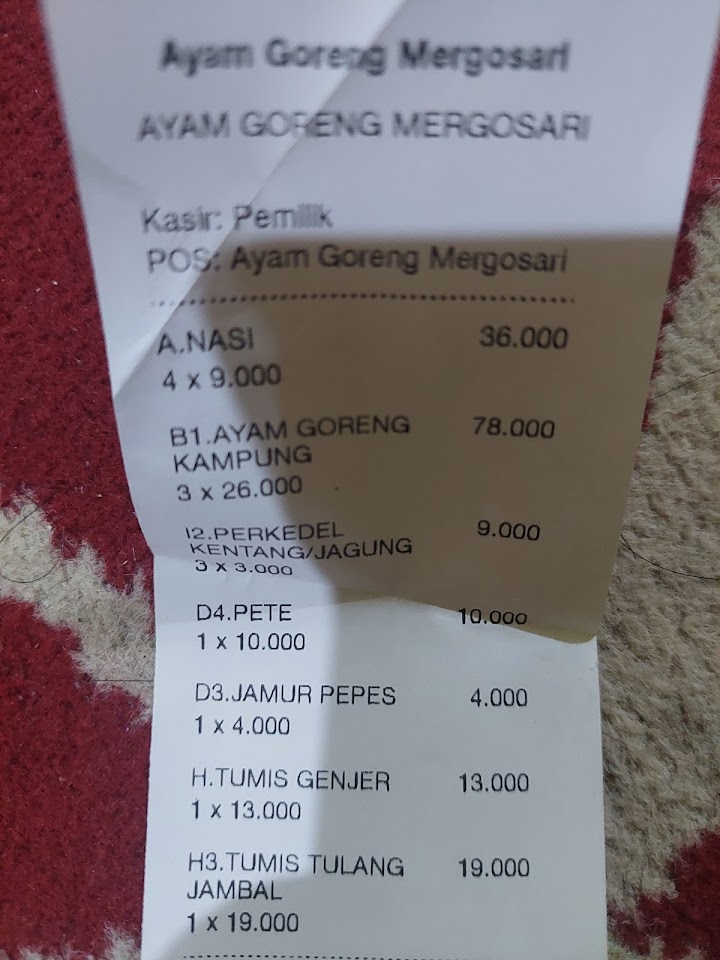 Ayam Goreng Mergosari
AYAM GORENG MERGOSARI
Kasir: Pemilik
POS: Ayam Goreng Mergosari
A.NASI 36.000
4 x 9.000
B1.AYAM GORENG 78.000
KAMPUNG
3 x 26.000
I2.PERKEDEL 9.000
KENTANG/JAGUNG
3 x 3.000
D4.PETE 10.000
1 x 10.000
D3.JAMUR PEPES 4.000
1 x 4.000
H.TUMIS GENJER 13.000
1 x 13.000
H3.TUMIS TULANG 19.000
JAMBAL
1 x 19.000